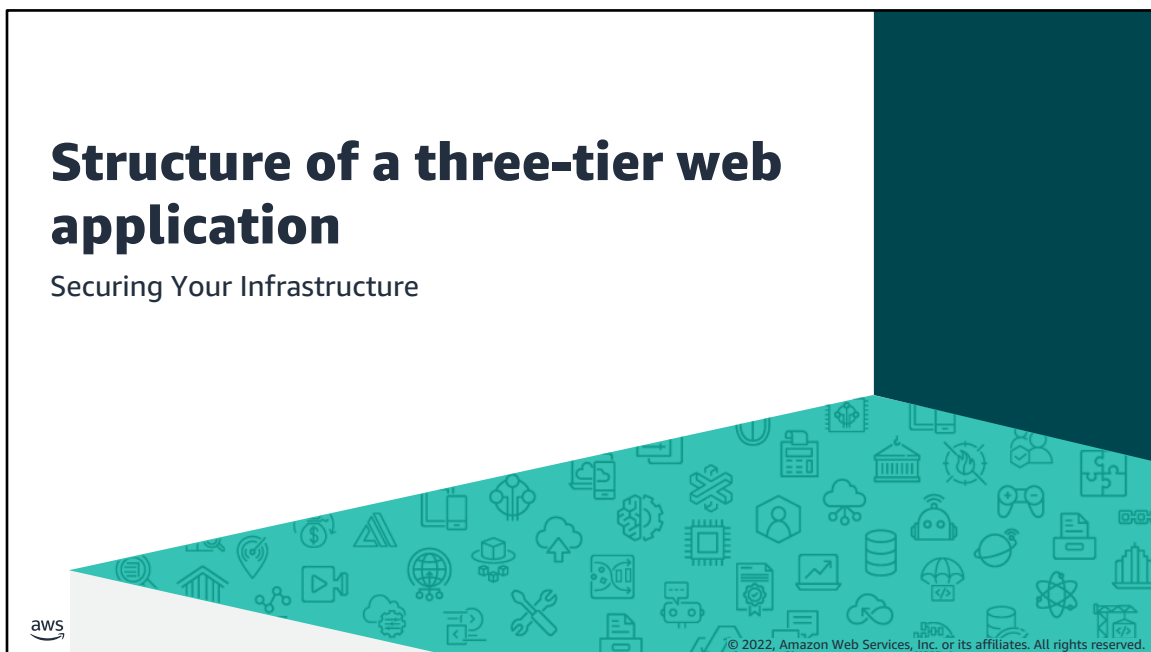 Structure of a three-tier web
application
Securing Your Infrastructure
aws
© 2022, Amazon Web Services, Inc. or its affiliates. All rights reserved.